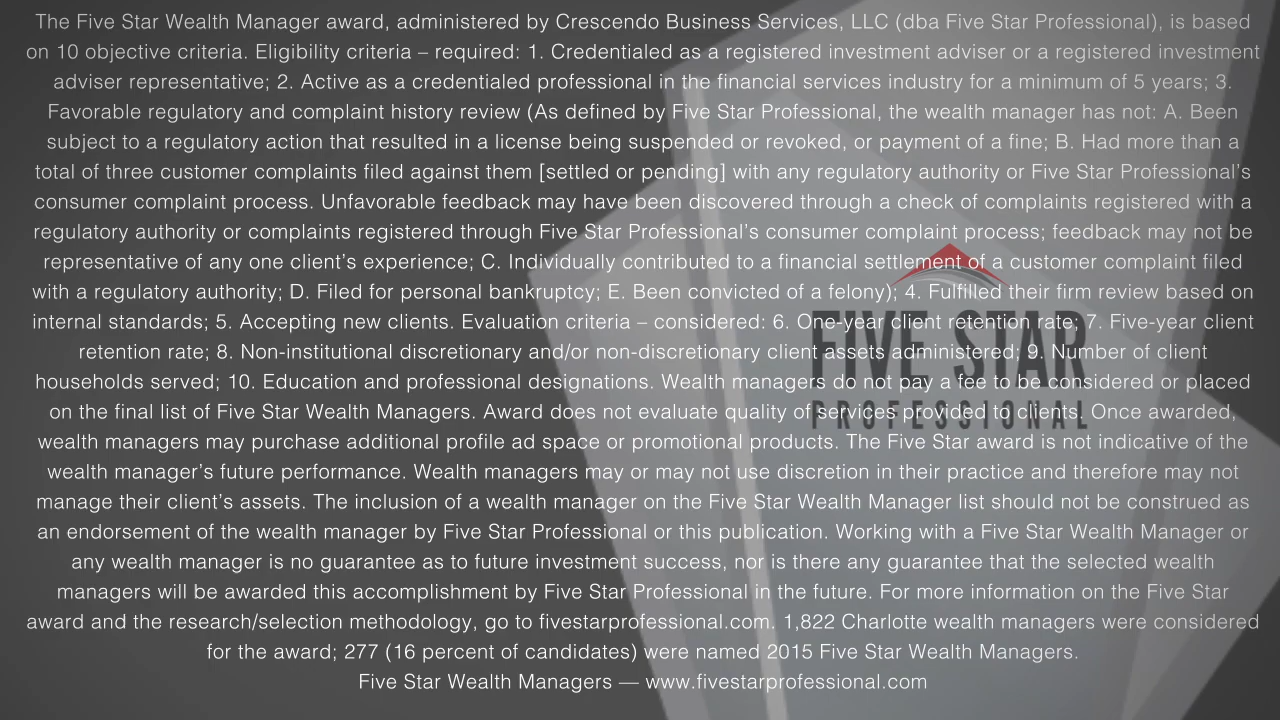 The Five Star Wealth Manager award, administered by Crescendo Business Services, LLC (dba Five Star Professional), is based
on 10 objective criteria. Eligibility criteria – required: 1. Credentialed as a registered investment adviser or a registered investment
adviser representative; 2. Active as a credentialed professional in the financial services industry for a minimum of 5 years; 3.
Favorable regulatory and complaint history review (As defined by Five Star Professional, the wealth manager has not: A. Been
subject to a regulatory action that resulted in a license being suspended or revoked, or payment of a fine; B. Had more than a
total of three customer complaints filed against them [settled or pending] with any regulatory authority or Five Star Professional's
consumer complaint process. Unfavorable feedback may have been discovered through a check of complaints registered with a
regulatory authority or complaints registered through Five Star Professional's consumer complaint process; feedback may not be
representative of any one client's experience; C. Individually contributed to a financial settlement of a customer complaint filed
with a regulatory authority; D. Filed for personal bankruptcy; E. Been convicted of a felony); 4. Fulfilled their firm review based on
internal standards; 5. Accepting new clients. Evaluation criteria – considered: 6. One-year client retention rate; 7. Five-year client
retention rate; 8. Non-institutional discretionary and/or non-discretionary client assets administered; 9. Number of client
households served; 10. Education and professional designations. Wealth managers do not pay a fee to be considered or placed
on the final list of Five Star Wealth Managers. Award does not evaluate quality of services provided to clients. Once awarded,
wealth managers may purchase additional profile ad space or promotional products. The Five Star award is not indicative of the
wealth manager's future performance. Wealth managers may or may not use discretion in their practice and therefore may not
manage their client's assets. The inclusion of a wealth manager on the Five Star Wealth Manager list should not be construed as
an endorsement of the wealth manager by Five Star Professional or this publication. Working with a Five Star Wealth Manager or
any wealth manager is no guarantee as to future investment success, nor is there any guarantee that the selected wealth
managers will be awarded this accomplishment by Five Star Professional in the future. For more information on the Five Star
award and the research/selection methodology, go to fivestarprofessional.com. 1,822 Charlotte wealth managers were considered
for the award; 277 (16 percent of candidates) were named 2015 Five Star Wealth Managers.
Five Star Wealth Managers — www.fivestarprofessional.com
FIVE STAR
PROFESSIONAL